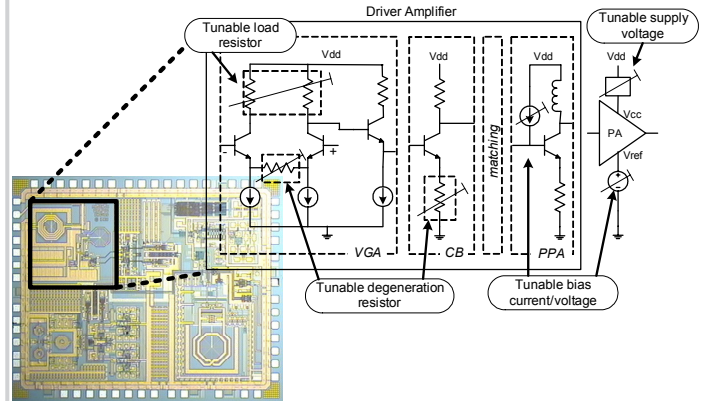 Driver Amplifier
Tunable load
resistor
Tunable supply
voltage
Vdd
Vdd
Vdd
Vdd
Vcc
PA
Vref
-
+
matching
VGA
CB
PPA
Tunable degeneration
resistor
Tunable bias
current/voltage